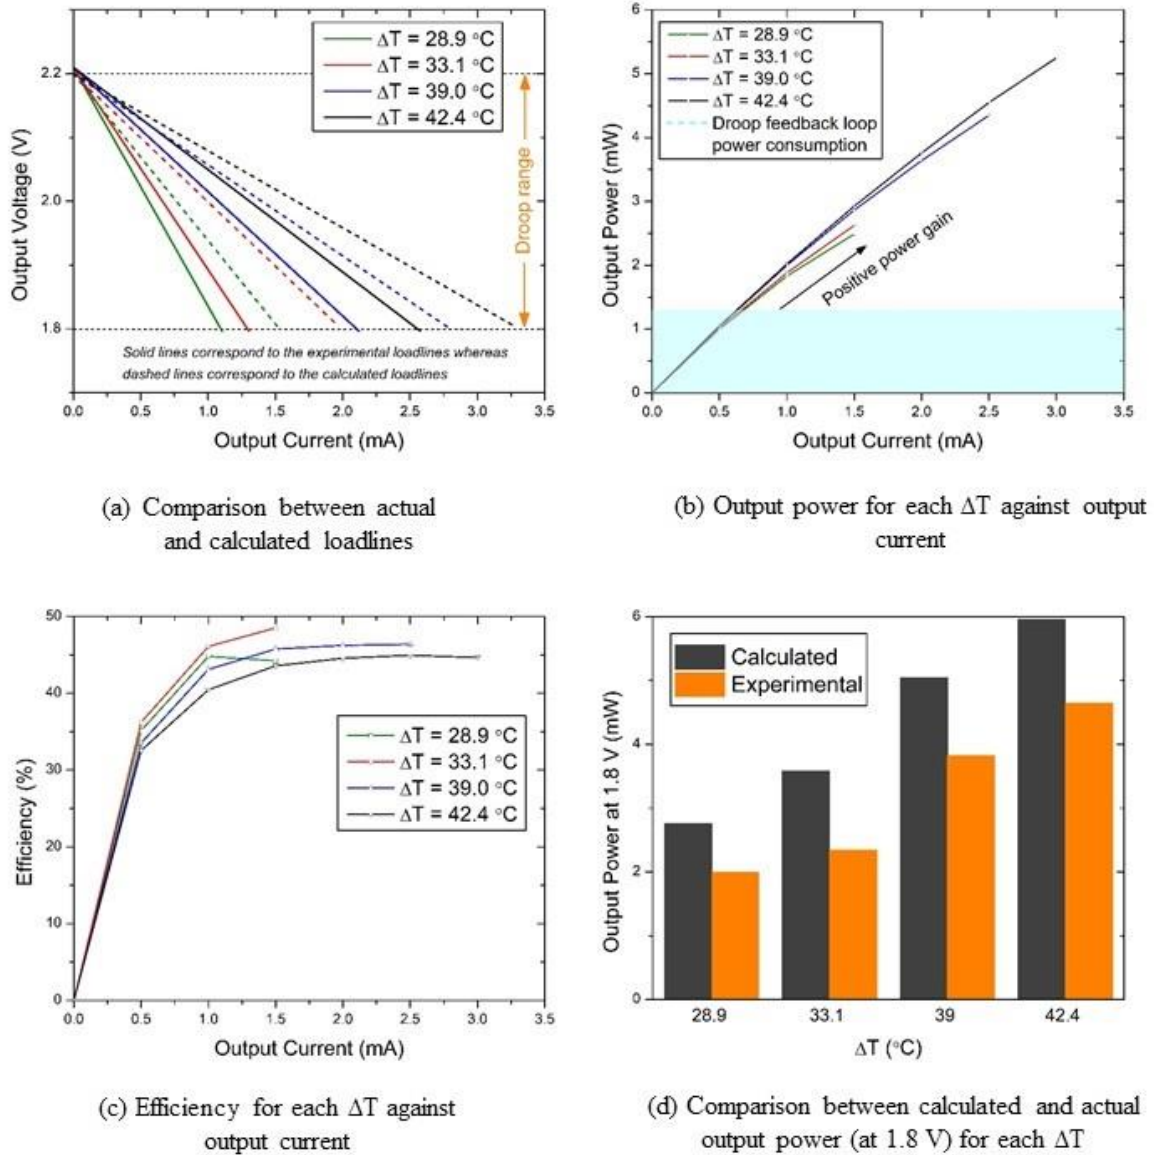 ΔT = 28.9 °C
ΔT = 33.1 °C
ΔT = 39.0 °C
ΔT = 42.4 °C
Droop range
Solid lines correspond to the experimental loadlines whereas
dashed lines correspond to the calculated loadlines
2.2
2.0
1.8
Output Voltage (V)
0.0 0.5 1.0 1.5 2.0 2.5 3.0 3.5
Output Current (mA)
(a) Comparison between actual
and calculated loadlines
6
5
4
3
2
1
0
Output Power (mW)
ΔT = 28.9 °C
ΔT = 33.1 °C
ΔT = 39.0 °C
ΔT = 42.4 °C
Droop feedback loop
power consumption
Positive power gain
0.0 0.5 1.0 1.5 2.0 2.5 3.0 3.5
Output Current (mA)
(b) Output power for each ΔT against output
current
50
40
30
20
10
0
Efficiency (%)
ΔT = 28.9 °C
ΔT = 33.1 °C
ΔT = 39.0 °C
ΔT = 42.4 °C
0.0 0.5 1.0 1.5 2.0 2.5 3.0 3.5
Output Current (mA)
(c) Efficiency for each ΔT against
output current
6
4
2
0
Output Power at 1.8 V (mW)
Calculated
Experimental
28.9 33.1 39 42.4
ΔT (°C)
(d) Comparison between calculated and actual
output power (at 1.8 V) for each ΔT